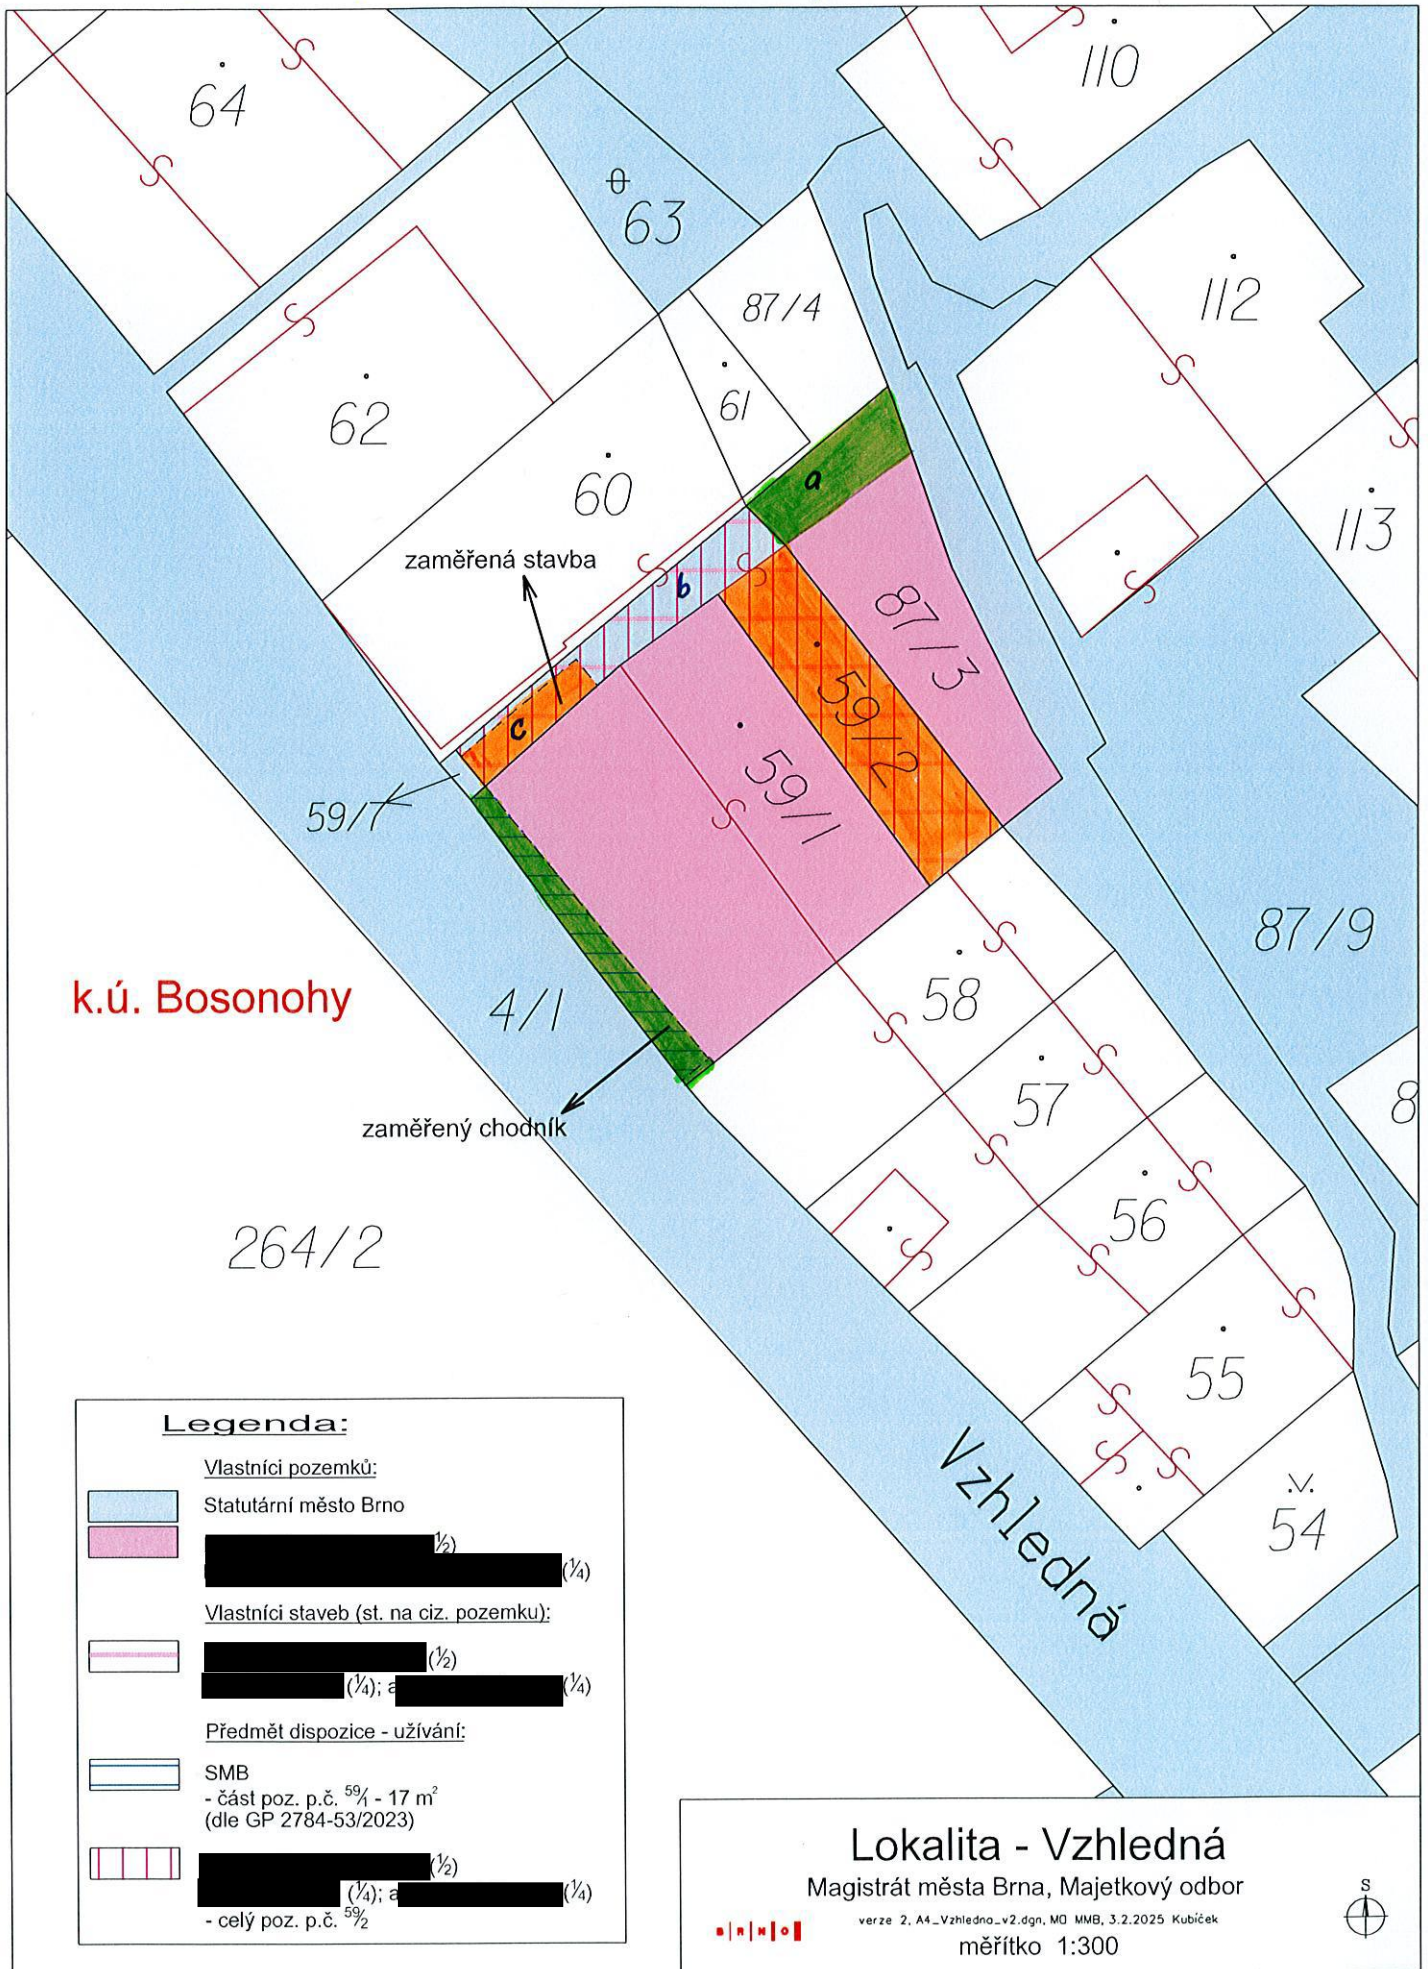 64
110
63
112
87/4
61
62
60
113
a
zaměřená stavba
b
87/3
59/2
c
59/1
59/7
87/9
k.ú. Bosonohy
4/1
58
57
zaměřený chodník
8
56
264/2
55
54
Vzhledná
Legenda:
Vlastníci pozemků:
Statutární město Brno
½)
(¼)
Vlastníci staveb (st. na ciz. pozemku):
(½)
(¼); a (¼)
Předmět dispozice - užívání:
SMB
- část poz. p.č. 59/1 - 17 m²
(dle GP 2784-53/2023)
(½)
(¼); a (¼)
- celý poz. p.č. 59/2
Lokalita - Vzhledná
Magistrát města Brna, Majetkový odbor
verze 2, A4_Vzhledna_v2.dgn, MO MMB, 3.2.2025 Kubíček
měřítko 1:300
B|R|N|O
S